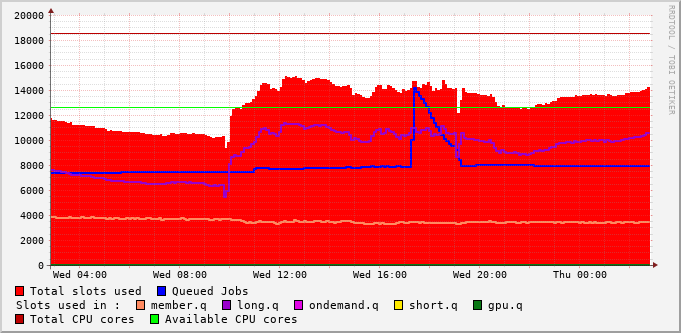 20000
18000
16000
14000
12000
10000
8000
6000
4000
2000
0
Wed 04:00 Wed 08:00 Wed 12:00 Wed 16:00 Wed 20:00 Thu 00:00
Total slots used Queued Jobs
Slots used in : member.q long.q ondemand.q short.q gpu.q
Total CPU cores Available CPU cores
RRDTOOL / TOBI OETIKER